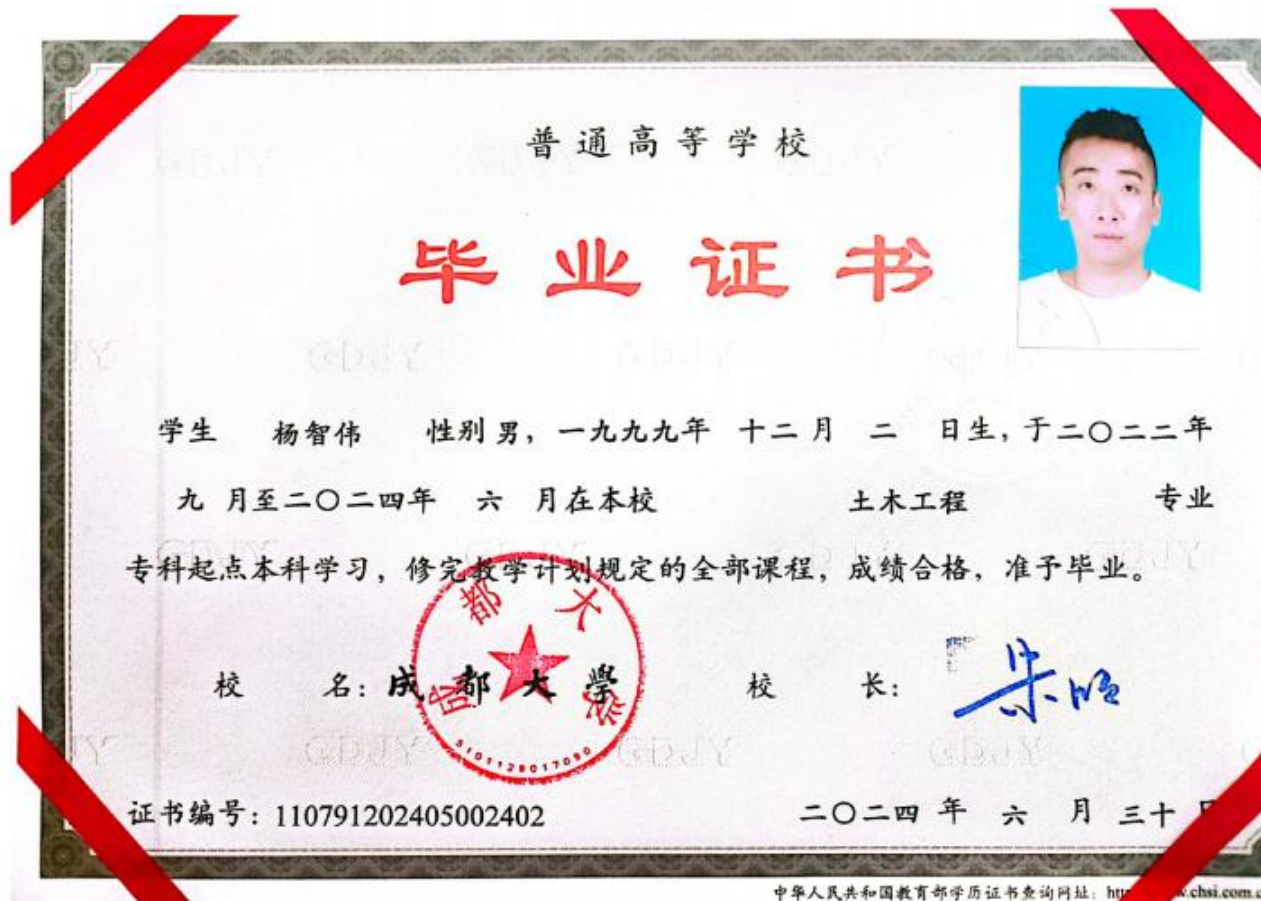 普通高等学校
毕业证书
学生 杨智伟 性别男，一九九九年 十二月 二 日生，于二〇二二年
九 月至二〇二四年 六 月在本校 土木工程 专业
专科起点本科学习，修完教学计划规定的全部课程，成绩合格，准予毕业。
校 名：成都大學 校 长：
成都大学
5101128017090
证书编号：110791202405002402 二〇二四 年 六 月 三十
中华人民共和国教育部学历证书查询网址：